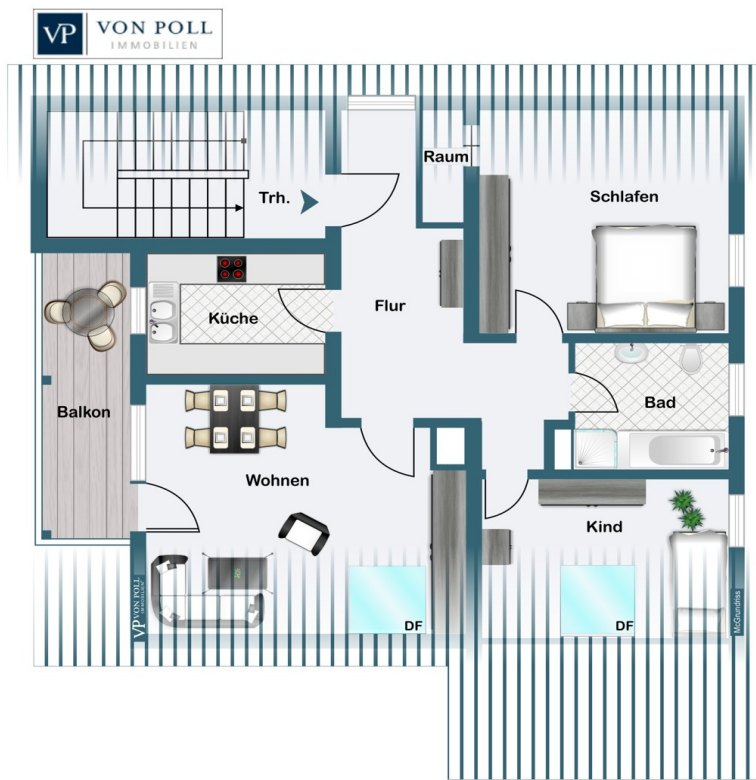 VP VON POLL
IMMOBILIEN
Raum
Schlafen
Trh.
Flur
Küche
Balkon
Bad
Wohnen
Kind
DF
DF
VP VON POLL
IMMOBILIEN
McGrundriss